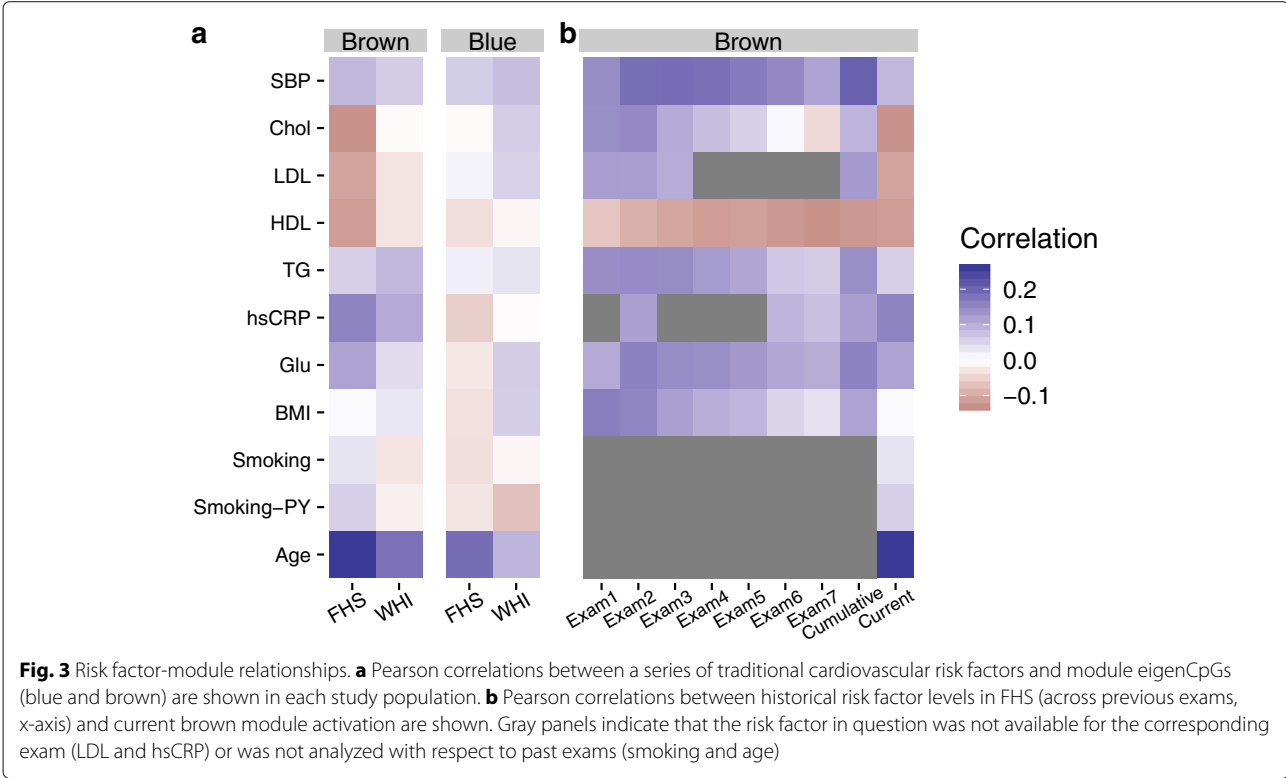 a
b
Brown
Blue
Brown
SBP
Chol
LDL
HDL
TG
hsCRP
Glu
BMI
Smoking
Smoking−PY
Age
FHS
WHI
FHS
WHI
Exam1
Exam2
Exam3
Exam4
Exam5
Exam6
Exam7
Cumulative
Current
Correlation
0.2
0.1
0.0
−0.1
Fig. 3 Risk factor-module relationships. a Pearson correlations between a series of traditional cardiovascular risk factors and module eigenCpGs
(blue and brown) are shown in each study population. b Pearson correlations between historical risk factor levels in FHS (across previous exams,
x-axis) and current brown module activation are shown. Gray panels indicate that the risk factor in question was not available for the corresponding
exam (LDL and hsCRP) or was not analyzed with respect to past exams (smoking and age)